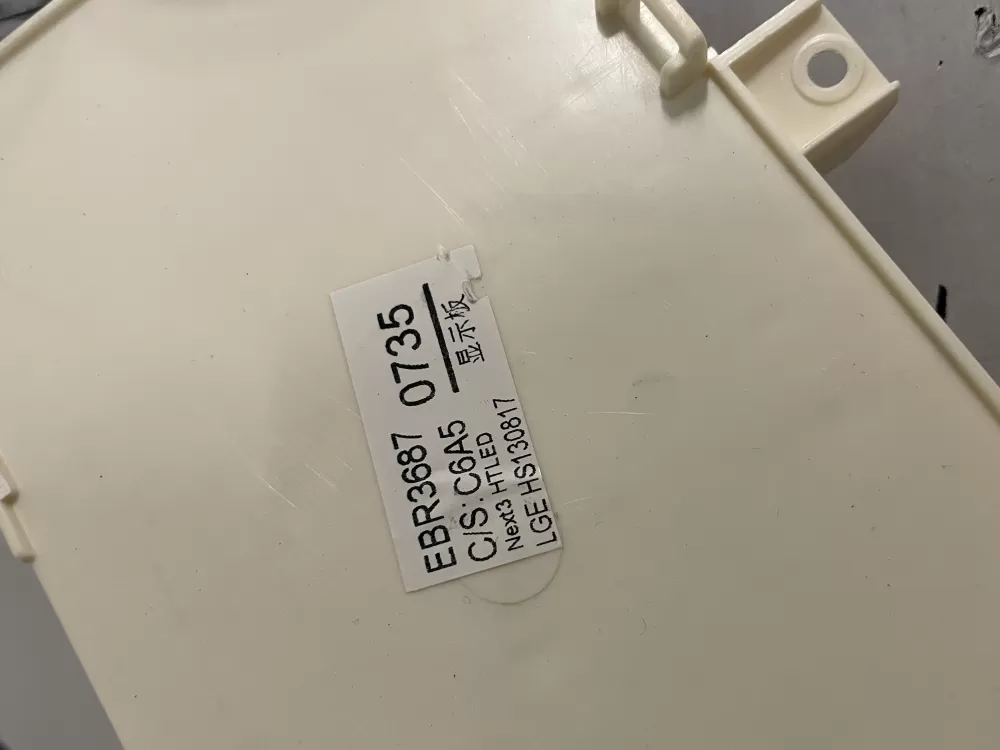 EBR3687 0735
C/S: C6A5
显示板
Next3 HTLED
LGE HS130817